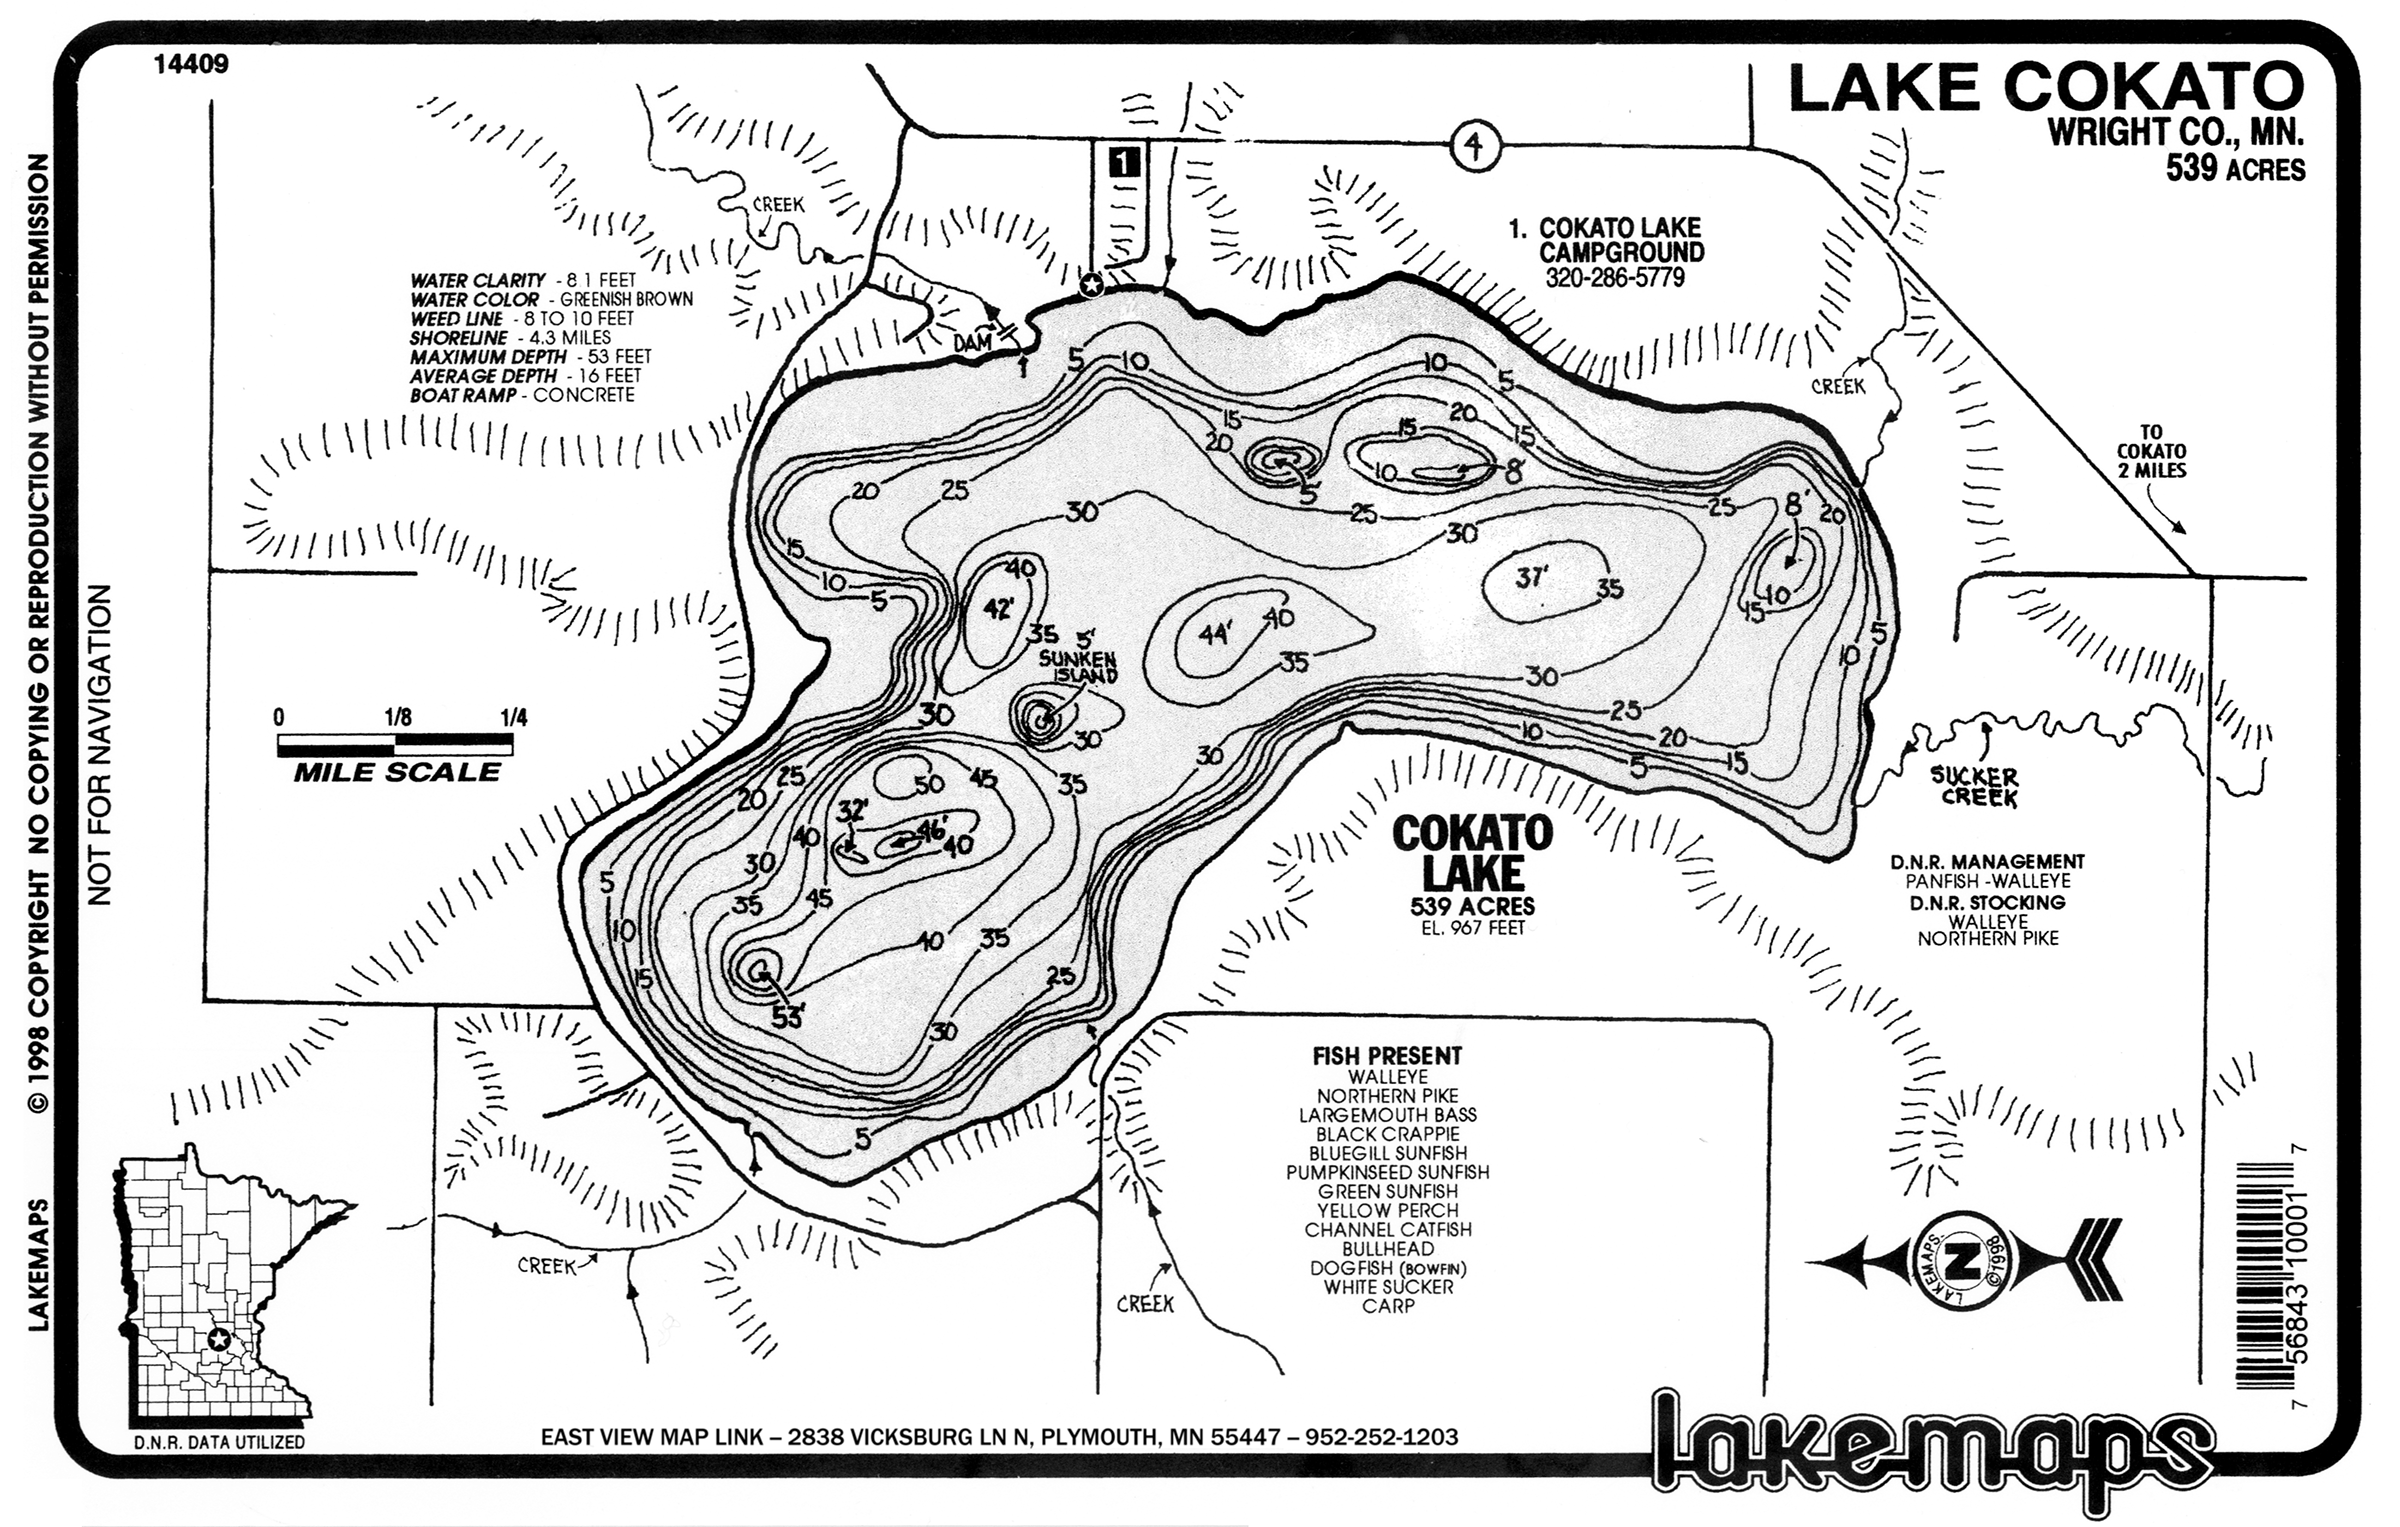 14409
LAKE COKATO
WRIGHT CO., MN.
539 ACRES
4
1
CREEK
1. COKATO LAKE
CAMPGROUND
320-286-5779
WATER CLARITY - 8 1 FEET
WATER COLOR - GREENISH BROWN
WEED LINE - 8 TO 10 FEET
SHORELINE - 4.3 MILES
MAXIMUM DEPTH - 53 FEET
AVERAGE DEPTH - 16 FEET
BOAT RAMP - CONCRETE
DAM
1
CREEK
TO
COKATO
2 MILES
5 10 10 5
15 20 15 20 15
10 8' 5'
20 25 30 25 30 25 8' 20
15 10 5
40 42' 35
37' 35
10 15
44' 40 35
5'
SUNKEN
ISLAND
30 30
5 10
30 25 20 15 10 5
0 1/8 1/4
MILE SCALE
25 20 50 45 35 30
32' 46' 40 40
30 35 45
5 10 15
40 35 25
53' 30
5
SUCKER
CREEK
COKATO
LAKE
539 ACRES
EL. 967 FEET
D.N.R. MANAGEMENT
PANFISH -WALLEYE
D.N.R. STOCKING
WALLEYE
NORTHERN PIKE
FISH PRESENT
WALLEYE
NORTHERN PIKE
LARGEMOUTH BASS
BLACK CRAPPIE
BLUEGILL SUNFISH
PUMPKINSEED SUNFISH
GREEN SUNFISH
YELLOW PERCH
CHANNEL CATFISH
BULLHEAD
DOGFISH (BOWFIN)
WHITE SUCKER
CARP
CREEK
CREEK
LAKEMAPS
N
©1998
7 56843 10001 7
D.N.R. DATA UTILIZED
EAST VIEW MAP LINK – 2838 VICKSBURG LN N, PLYMOUTH, MN 55447 – 952-252-1203
lakemaps
NOT FOR NAVIGATION
LAKEMAPS © 1998 COPYRIGHT NO COPYING OR REPRODUCTION WITHOUT PERMISSION